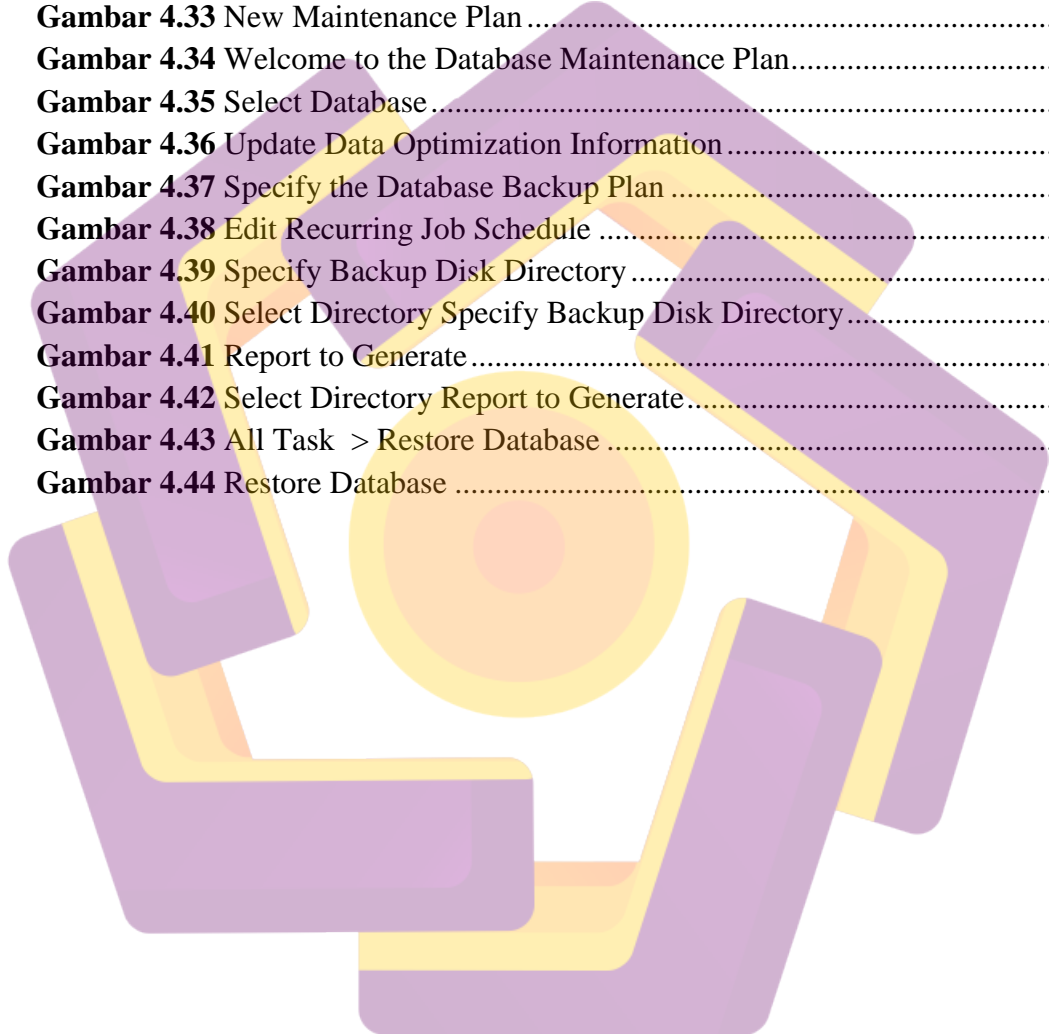 Gambar 4.33 New Maintenance Plan ........................................................................
Gambar 4.34 Welcome to the Database Maintenance Plan...................................
Gambar 4.35 Select Database...................................................................................
Gambar 4.36 Update Data Optimization Information............................................
Gambar 4.37 Specify the Database Backup Plan ...................................................
Gambar 4.38 Edit Recurring Job Schedule .............................................................
Gambar 4.39 Specify Backup Disk Directory.........................................................
Gambar 4.40 Select Directory Specify Backup Disk Directory...........................
Gambar 4.41 Report to Generate..............................................................................
Gambar 4.42 Select Directory Report to Generate.................................................
Gambar 4.43 All Task > Restore Database ............................................................
Gambar 4.44 Restore Database ................................................................................